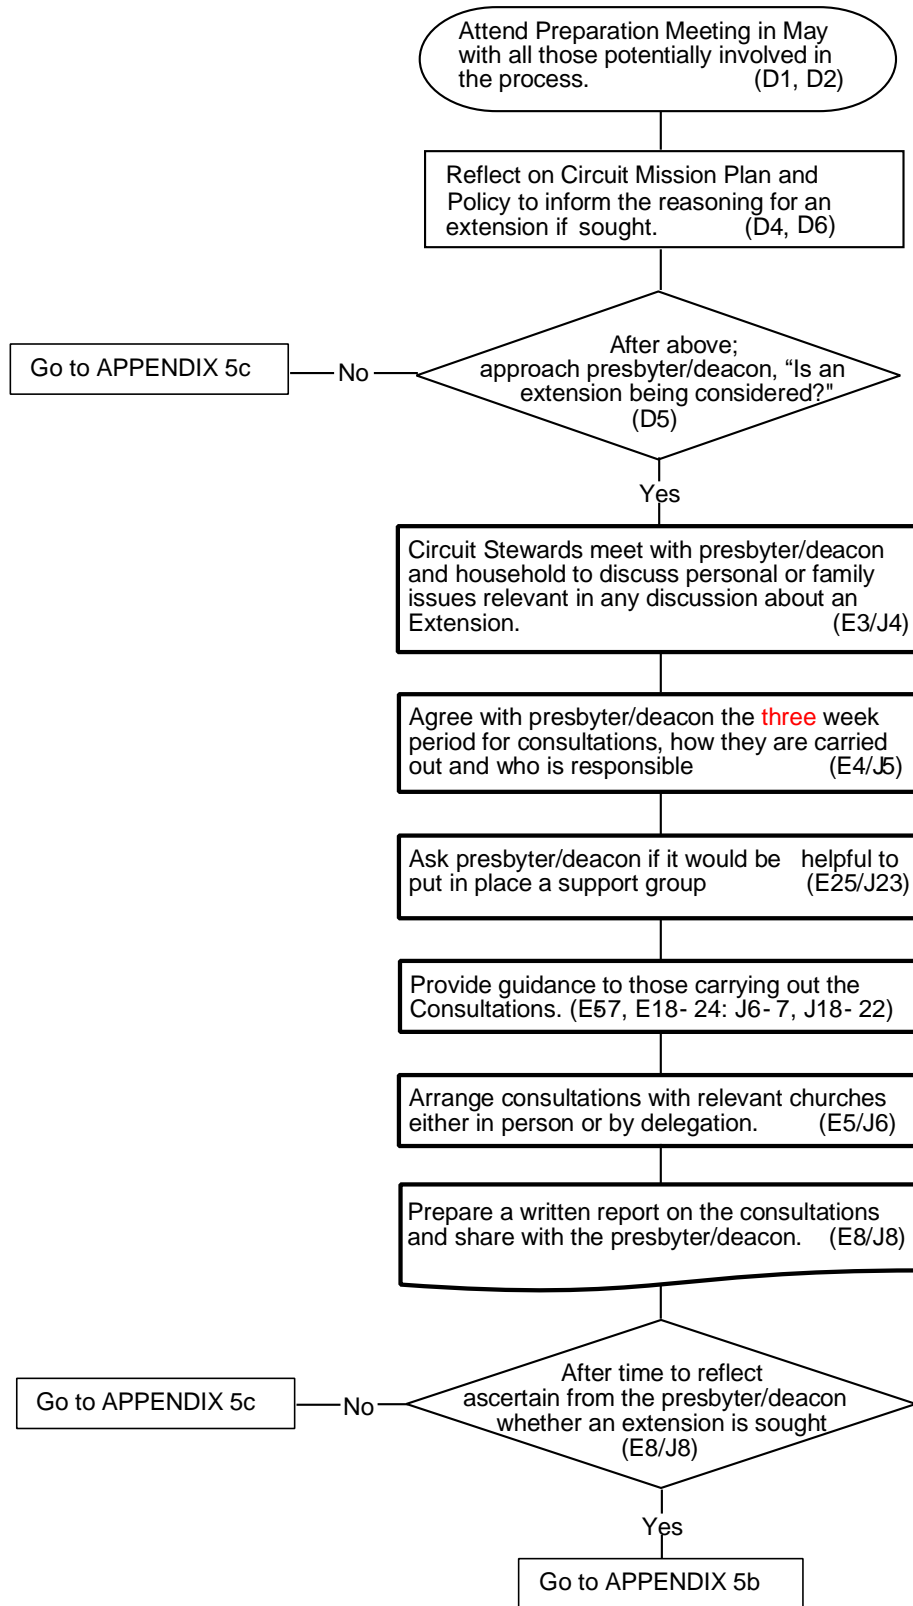 Attend Preparation Meeting in May
with all those potentially involved in
the process. (D1, D2)
Reflect on Circuit Mission Plan and
Policy to inform the reasoning for an
extension if sought. (D4, D6)
After above;
approach presbyter/deacon, “Is an
extension being considered?"
(D5)
No
Go to APPENDIX 5c
Yes
Circuit Stewards meet with presbyter/deacon
and household to discuss personal or family
issues relevant in any discussion about an
Extension. (E3/J4)
Agree with presbyter/deacon the three week
period for consultations, how they are carried
out and who is responsible (E4/J5)
Ask presbyter/deacon if it would be helpful to
put in place a support group (E25/J23)
Provide guidance to those carrying out the
Consultations. (E5-7, E18- 24: J6- 7, J18- 22)
Arrange consultations with relevant churches
either in person or by delegation. (E5/J6)
Prepare a written report on the consultations
and share with the presbyter/deacon. (E8/J8)
After time to reflect
ascertain from the presbyter/deacon
whether an extension is sought
(E8/J8)
No
Go to APPENDIX 5c
Yes
Go to APPENDIX 5b